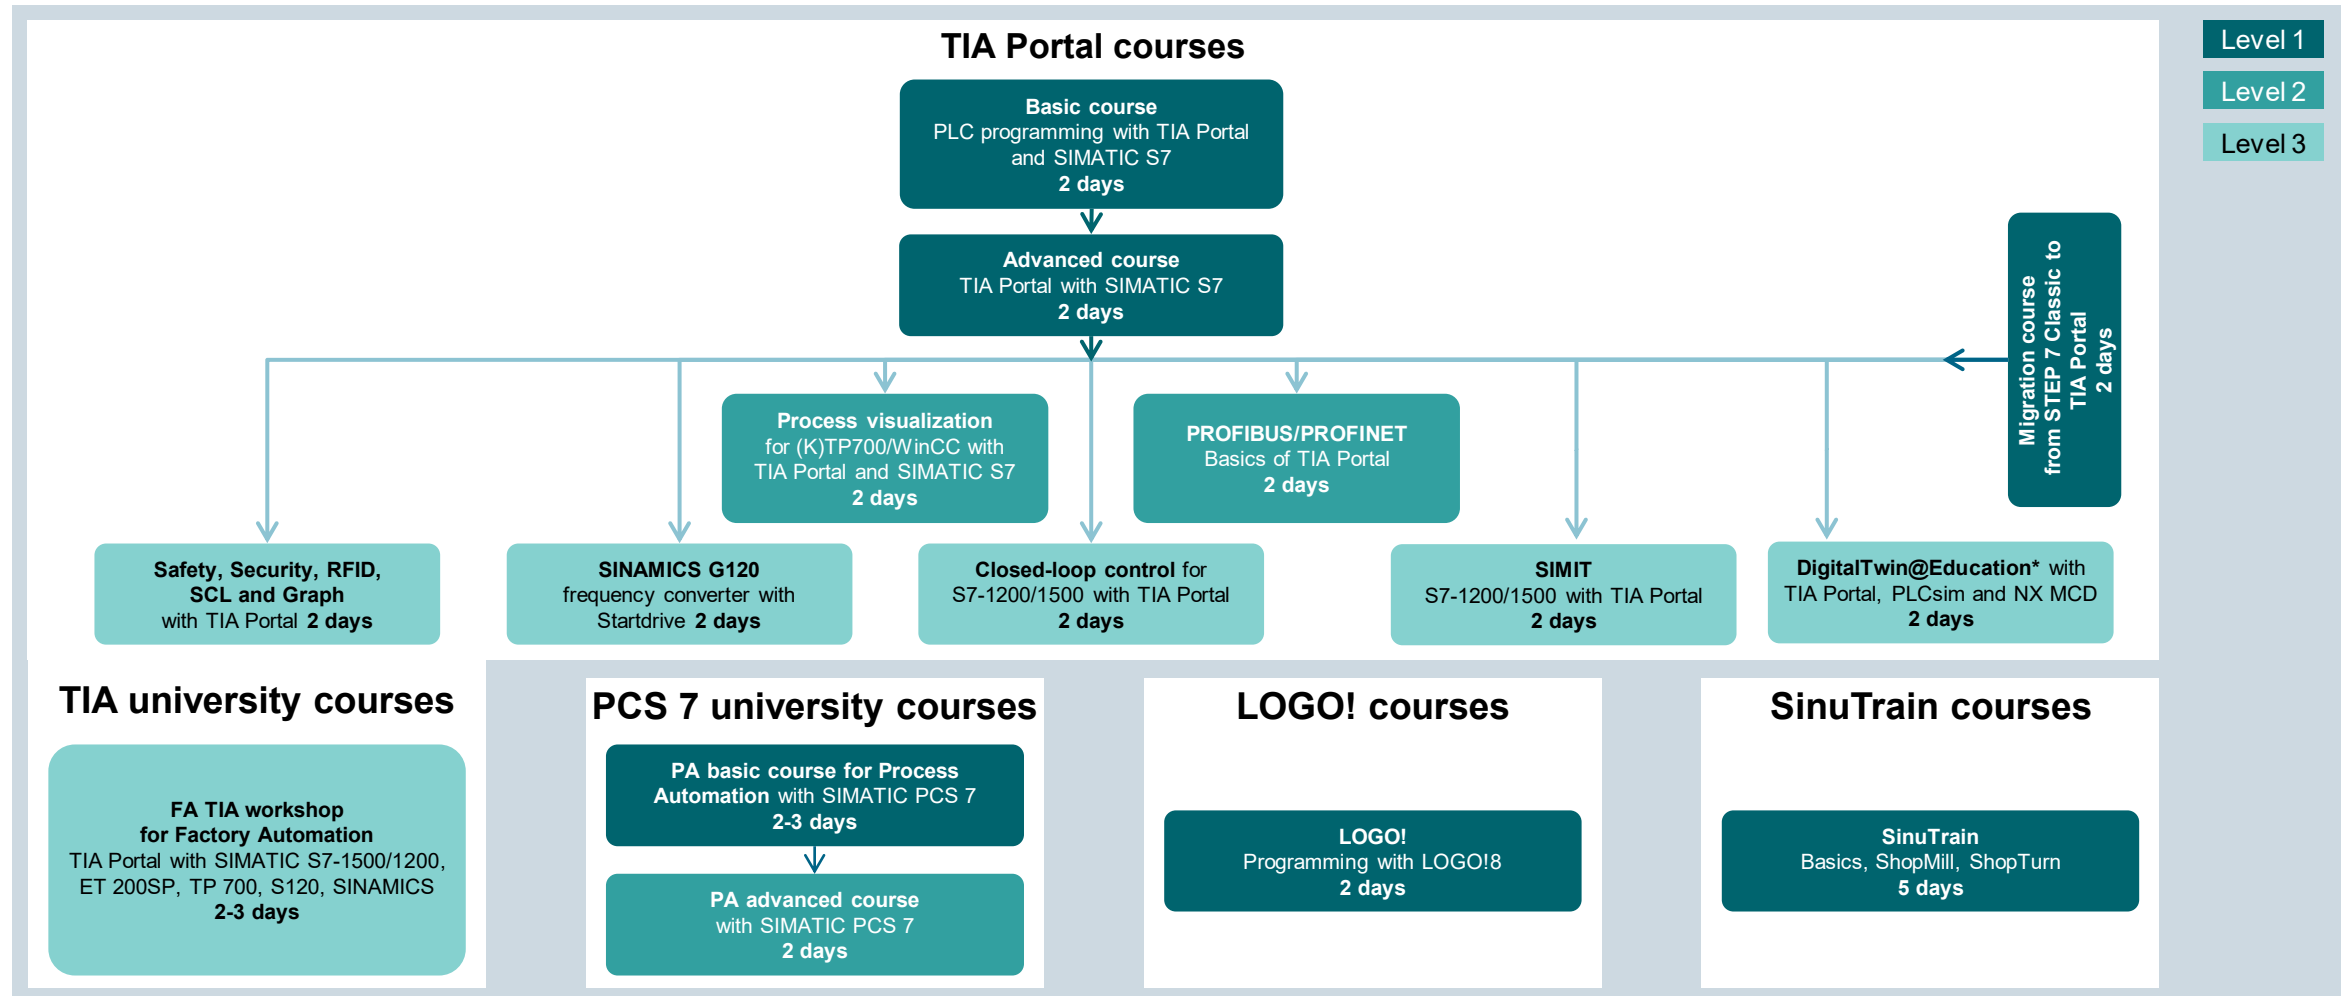 TIA Portal courses
Level 1
Level 2
Level 3
Basic course
PLC programming with TIA Portal
and SIMATIC S7
2 days
Advanced course
TIA Portal with SIMATIC S7
2 days
Migration course
from STEP 7 Classic to
TIA Portal
2 days
Process visualization
for (K)TP700/WinCC with
TIA Portal and SIMATIC S7
2 days
PROFIBUS/PROFINET
Basics of TIA Portal
2 days
Safety, Security, RFID,
SCL and Graph
with TIA Portal 2 days
SINAMICS G120
frequency converter with
Startdrive 2 days
Closed-loop control for
S7-1200/1500 with TIA Portal
2 days
SIMIT
S7-1200/1500 with TIA Portal
2 days
DigitalTwin@Education* with
TIA Portal, PLCsim and NX MCD
2 days
TIA university courses
FA TIA workshop
for Factory Automation
TIA Portal with SIMATIC S7-1500/1200,
ET 200SP, TP 700, S120, SINAMICS
2-3 days
PCS 7 university courses
PA basic course for Process
Automation with SIMATIC PCS 7
2-3 days
PA advanced course
with SIMATIC PCS 7
2 days
LOGO! courses
LOGO!
Programming with LOGO!8
2 days
SinuTrain courses
SinuTrain
Basics, ShopMill, ShopTurn
5 days